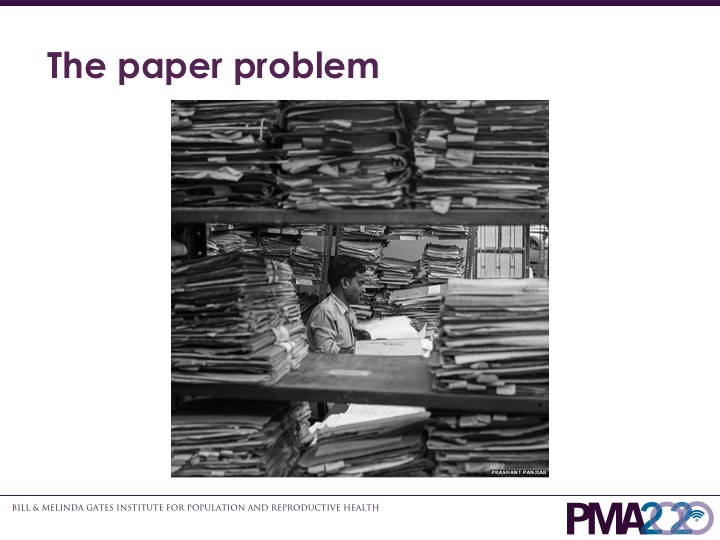 The paper problem
PRASHANT PANJIAR
BILL & MELINDA GATES INSTITUTE FOR POPULATION AND REPRODUCTIVE HEALTH
PMA2020